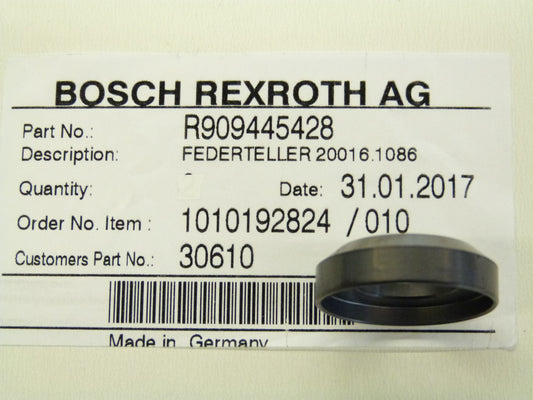 BOSCH REXROTH AG
Part No.: R909445428
Description: FEDERTELLER 20016.1086
Quantity: Date: 31.01.2017
Order No. Item : 1010192824 / 010
Customers Part No.: 30610
Made in Germany